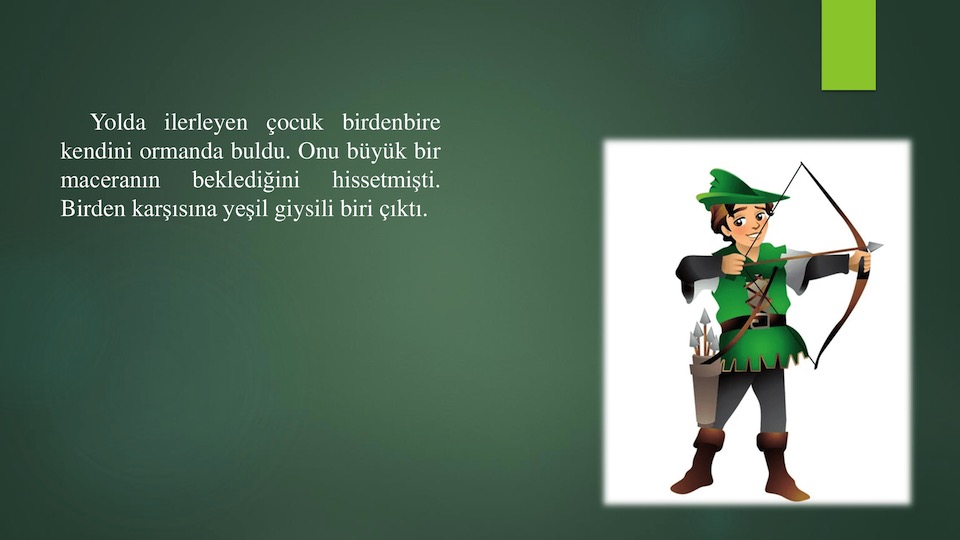 Yolda ilerleyen çocuk birdenbire
kendini ormanda buldu. Onu büyük bir
maceranın beklediğini hissetmişti.
Birden karşısına yeşil giysili biri çıktı.